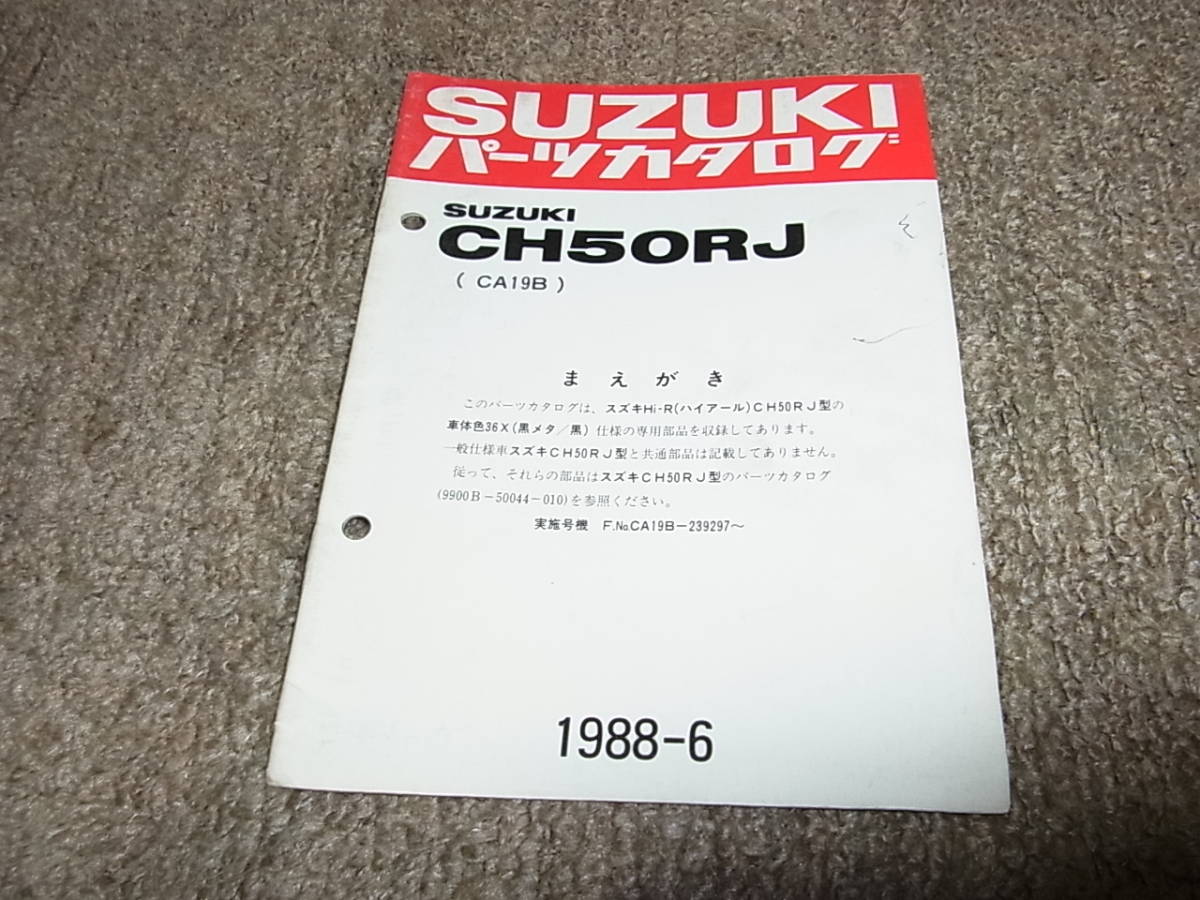 SUZUKI
パーツカタログ
SUZUKI
CH50RJ
( CA19B )
まえがき
このパーツカタログは、スズキHi-R(ハイアール)CH50RJ型の
車体色36X(黒メタ/黒)仕様の専用部品を収録してあります。
一般仕様車スズキCH50RJ型と共通部品は記載してありません。
従って、それらの部品はスズキCH50RJ型のパーツカタログ
(9900B-50044-010)を参照ください。
実施号機 F.No.CA19B-239297~
1988-6